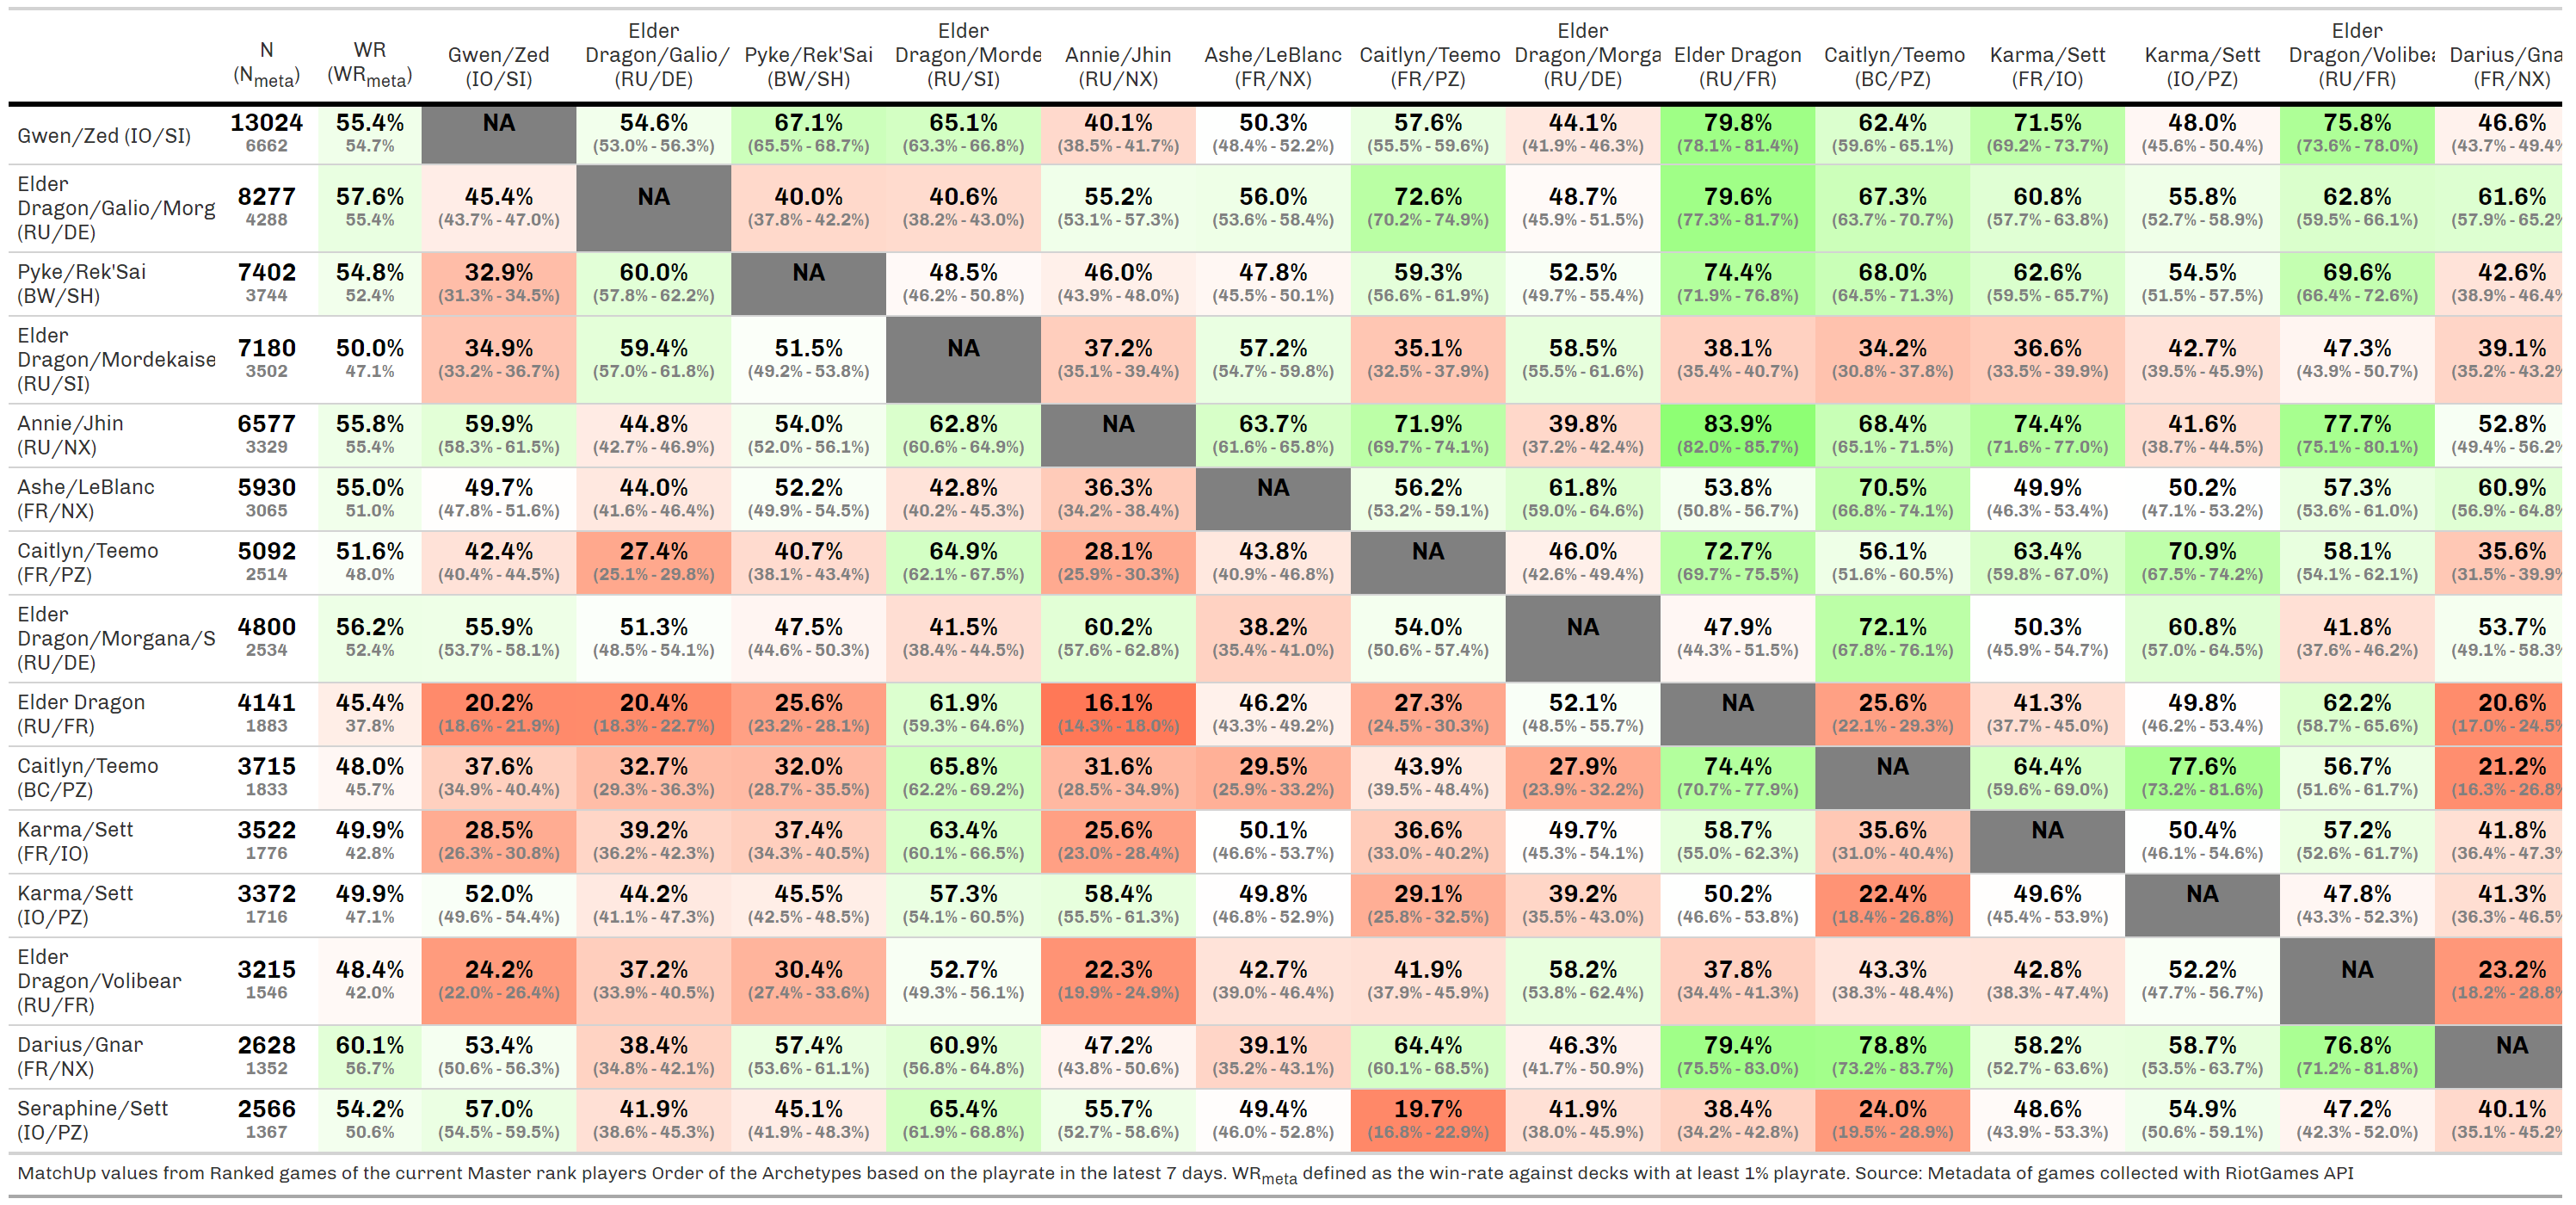 N (Nmeta) WR (WRmeta) Gwen/Zed (IO/SI) Elder Dragon/Galio/ (RU/DE) Pyke/Rek'Sai (BW/SH) Elder Dragon/Morde (RU/SI) Annie/Jhin (RU/NX) Ashe/LeBlanc (FR/NX) Caitlyn/Teemo (FR/PZ) Elder Dragon/Morga (RU/DE) Elder Dragon (RU/FR) Caitlyn/Teemo (BC/PZ) Karma/Sett (FR/IO) Karma/Sett (IO/PZ) Elder Dragon/Volibea (RU/FR) Darius/Gna (FR/NX)
Gwen/Zed (IO/SI) 13024 55.4% NA 54.6% 67.1% 65.1% 40.1% 50.3% 57.6% 44.1% 79.8% 62.4% 71.5% 48.0% 75.8% 46.6%
6662 54.7% (53.0% - 56.3%) (65.5% - 68.7%) (63.3% - 66.8%) (38.5% - 41.7%) (48.4% - 52.2%) (55.5% - 59.6%) (41.9% - 46.3%) (78.1% - 81.4%) (59.6% - 65.1%) (69.2% - 73.7%) (45.6% - 50.4%) (73.6% - 78.0%) (43.7% - 49.4%
Elder Dragon/Galio/Morg (RU/DE) 8277 57.6% 45.4% NA 40.0% 40.6% 55.2% 56.0% 72.6% 48.7% 79.6% 67.3% 60.8% 55.8% 62.8% 61.6%
4288 55.4% (43.7% - 47.0%) (37.8% - 42.2%) (38.2% - 43.0%) (53.1% - 57.3%) (53.6% - 58.4%) (70.2% - 74.9%) (45.9% - 51.5%) (77.3% - 81.7%) (63.7% - 70.7%) (57.7% - 63.8%) (52.7% - 58.9%) (59.5% - 66.1%) (57.9% - 65.2%
Pyke/Rek'Sai (BW/SH) 7402 54.8% 32.9% 60.0% NA 48.5% 46.0% 47.8% 59.3% 52.5% 74.4% 68.0% 62.6% 54.5% 69.6% 42.6%
3744 52.4% (31.3% - 34.5%) (57.8% - 62.2%) (46.2% - 50.8%) (43.9% - 48.0%) (45.5% - 50.1%) (56.6% - 61.9%) (49.7% - 55.4%) (71.9% - 76.8%) (64.5% - 71.3%) (59.5% - 65.7%) (51.5% - 57.5%) (66.4% - 72.6%) (38.9% - 46.4%
Elder Dragon/Mordekaise (RU/SI) 7180 50.0% 34.9% 59.4% 51.5% NA 37.2% 57.2% 35.1% 58.5% 38.1% 34.2% 36.6% 42.7% 47.3% 39.1%
3502 47.1% (33.2% - 36.7%) (57.0% - 61.8%) (49.2% - 53.8%) (35.1% - 39.4%) (54.7% - 59.8%) (32.5% - 37.9%) (55.5% - 61.6%) (35.4% - 40.7%) (30.8% - 37.8%) (33.5% - 39.9%) (39.5% - 45.9%) (43.9% - 50.7%) (35.2% - 43.2%
Annie/Jhin (RU/NX) 6577 55.8% 59.9% 44.8% 54.0% 62.8% NA 63.7% 71.9% 39.8% 83.9% 68.4% 74.4% 41.6% 77.7% 52.8%
3329 55.4% (58.3% - 61.5%) (42.7% - 46.9%) (52.0% - 56.1%) (60.6% - 64.9%) (61.6% - 65.8%) (69.7% - 74.1%) (37.2% - 42.4%) (82.0% - 85.7%) (65.1% - 71.5%) (71.6% - 77.0%) (38.7% - 44.5%) (75.1% - 80.1%) (49.4% - 56.2%
Ashe/LeBlanc (FR/NX) 5930 55.0% 49.7% 44.0% 52.2% 42.8% 36.3% NA 56.2% 61.8% 53.8% 70.5% 49.9% 50.2% 57.3% 60.9%
3065 51.0% (47.8% - 51.6%) (41.6% - 46.4%) (49.9% - 54.5%) (40.2% - 45.3%) (34.2% - 38.4%) (53.2% - 59.1%) (59.0% - 64.6%) (50.8% - 56.7%) (66.8% - 74.1%) (46.3% - 53.4%) (47.1% - 53.2%) (53.6% - 61.0%) (56.9% - 64.8%
Caitlyn/Teemo (FR/PZ) 5092 51.6% 42.4% 27.4% 40.7% 64.9% 28.1% 43.8% NA 46.0% 72.7% 56.1% 63.4% 70.9% 58.1% 35.6%
2514 48.0% (40.4% - 44.5%) (25.1% - 29.8%) (38.1% - 43.4%) (62.1% - 67.5%) (25.9% - 30.3%) (40.9% - 46.8%) (42.6% - 49.4%) (69.7% - 75.5%) (51.6% - 60.5%) (59.8% - 67.0%) (67.5% - 74.2%) (54.1% - 62.1%) (31.5% - 39.9%
Elder Dragon/Morgana/S (RU/DE) 4800 56.2% 55.9% 51.3% 47.5% 41.5% 60.2% 38.2% 54.0% NA 47.9% 72.1% 50.3% 60.8% 41.8% 53.7%
2534 52.4% (53.7% - 58.1%) (48.5% - 54.1%) (44.6% - 50.3%) (38.4% - 44.5%) (57.6% - 62.8%) (35.4% - 41.0%) (50.6% - 57.4%) (44.3% - 51.5%) (67.8% - 76.1%) (45.9% - 54.7%) (57.0% - 64.5%) (37.6% - 46.2%) (49.1% - 58.3%
Elder Dragon (RU/FR) 4141 45.4% 20.2% 20.4% 25.6% 61.9% 16.1% 46.2% 27.3% 52.1% NA 25.6% 41.3% 49.8% 62.2% 20.6%
1883 37.8% (18.6% - 21.9%) (18.3% - 22.7%) (23.2% - 28.1%) (59.3% - 64.6%) (14.3% - 18.0%) (43.3% - 49.2%) (24.5% - 30.3%) (48.5% - 55.7%) (22.1% - 29.3%) (37.7% - 45.0%) (46.2% - 53.4%) (58.7% - 65.6%) (17.0% - 24.5%
Caitlyn/Teemo (BC/PZ) 3715 48.0% 37.6% 32.7% 32.0% 65.8% 31.6% 29.5% 43.9% 27.9% 74.4% NA 64.4% 77.6% 56.7% 21.2%
1833 45.7% (34.9% - 40.4%) (29.3% - 36.3%) (28.7% - 35.5%) (62.2% - 69.2%) (28.5% - 34.9%) (25.9% - 33.2%) (39.5% - 48.4%) (23.9% - 32.2%) (70.7% - 77.9%) (59.6% - 69.0%) (73.2% - 81.6%) (51.6% - 61.7%) (16.3% - 26.8%
Karma/Sett (FR/IO) 3522 49.9% 28.5% 39.2% 37.4% 63.4% 25.6% 50.1% 36.6% 49.7% 58.7% 35.6% NA 50.4% 57.2% 41.8%
1776 42.8% (26.3% - 30.8%) (36.2% - 42.3%) (34.3% - 40.5%) (60.1% - 66.5%) (23.0% - 28.4%) (46.6% - 53.7%) (33.0% - 40.2%) (45.3% - 54.1%) (55.0% - 62.3%) (31.0% - 40.4%) (46.1% - 54.6%) (52.6% - 61.7%) (36.4% - 47.3%
Karma/Sett (IO/PZ) 3372 49.9% 52.0% 44.2% 45.5% 57.3% 58.4% 49.8% 29.1% 39.2% 50.2% 22.4% 49.6% NA 47.8% 41.3%
1716 47.1% (49.6% - 54.4%) (41.1% - 47.3%) (42.5% - 48.5%) (54.1% - 60.5%) (55.5% - 61.3%) (46.8% - 52.9%) (25.8% - 32.5%) (35.5% - 43.0%) (46.6% - 53.8%) (18.4% - 26.8%) (45.4% - 53.9%) (43.3% - 52.3%) (36.3% - 46.5%
Elder Dragon/Volibear (RU/FR) 3215 48.4% 24.2% 37.2% 30.4% 52.7% 22.3% 42.7% 41.9% 58.2% 37.8% 43.3% 42.8% 52.2% NA 23.2%
1546 42.0% (22.0% - 26.4%) (33.9% - 40.5%) (27.4% - 33.6%) (49.3% - 56.1%) (19.9% - 24.9%) (39.0% - 46.4%) (37.9% - 45.9%) (53.8% - 62.4%) (34.4% - 41.3%) (38.3% - 48.4%) (38.3% - 47.4%) (47.7% - 56.7%) (18.2% - 28.8%
Darius/Gnar (FR/NX) 2628 60.1% 53.4% 38.4% 57.4% 60.9% 47.2% 39.1% 64.4% 46.3% 79.4% 78.8% 58.2% 58.7% 76.8% NA
1352 56.7% (50.6% - 56.3%) (34.8% - 42.1%) (53.6% - 61.1%) (56.8% - 64.8%) (43.8% - 50.6%) (35.2% - 43.1%) (60.1% - 68.5%) (41.7% - 50.9%) (75.5% - 83.0%) (73.2% - 83.7%) (52.7% - 63.6%) (53.5% - 63.7%) (71.2% - 81.8%)
Seraphine/Sett (IO/PZ) 2566 54.2% 57.0% 41.9% 45.1% 65.4% 55.7% 49.4% 19.7% 41.9% 38.4% 24.0% 48.6% 54.9% 47.2% 40.1%
1367 50.6% (54.5% - 59.5%) (38.6% - 45.3%) (41.9% - 48.3%) (61.9% - 68.8%) (52.7% - 58.6%) (46.0% - 52.8%) (16.8% - 22.9%) (38.0% - 45.9%) (34.2% - 42.8%) (19.5% - 28.9%) (43.9% - 53.3%) (50.6% - 59.1%) (42.3% - 52.0%) (35.1% - 45.2%
MatchUp values from Ranked games of the current Master rank players Order of the Archetypes based on the playrate in the latest 7 days. WRmeta defined as the win-rate against decks with at least 1% playrate. Source: Metadata of games collected with RiotGames API